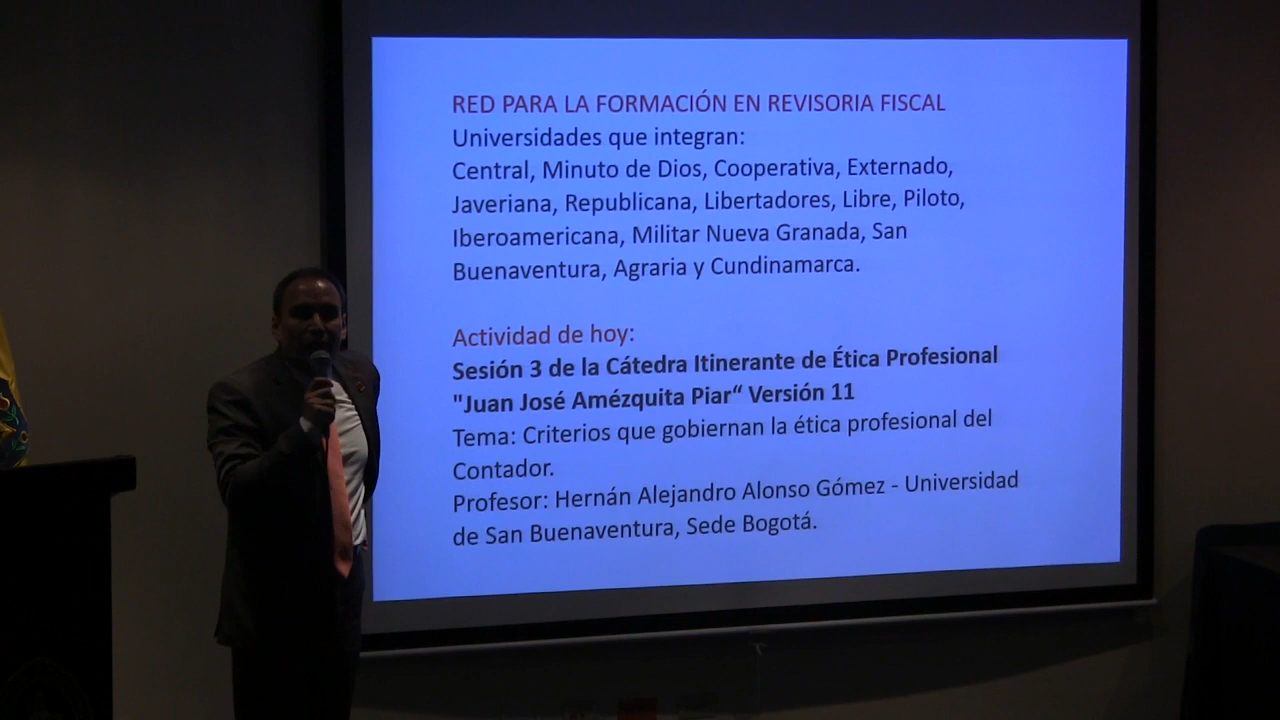 RED PARA LA FORMACIÓN EN REVISORIA FISCAL
Universidades que integran:
Central, Minuto de Dios, Cooperativa, Externado,
Javeriana, Republicana, Libertadores, Libre, Piloto,
Iberoamericana, Militar Nueva Granada, San
Buenaventura, Agraria y Cundinamarca.
Actividad de hoy:
Sesión 3 de la Cátedra Itinerante de Ética Profesional
"Juan José Amézquita Piar“ Versión 11
Tema: Criterios que gobiernan la ética profesional del
Contador.
Profesor: Hernán Alejandro Alonso Gómez - Universidad
de San Buenaventura, Sede Bogotá.